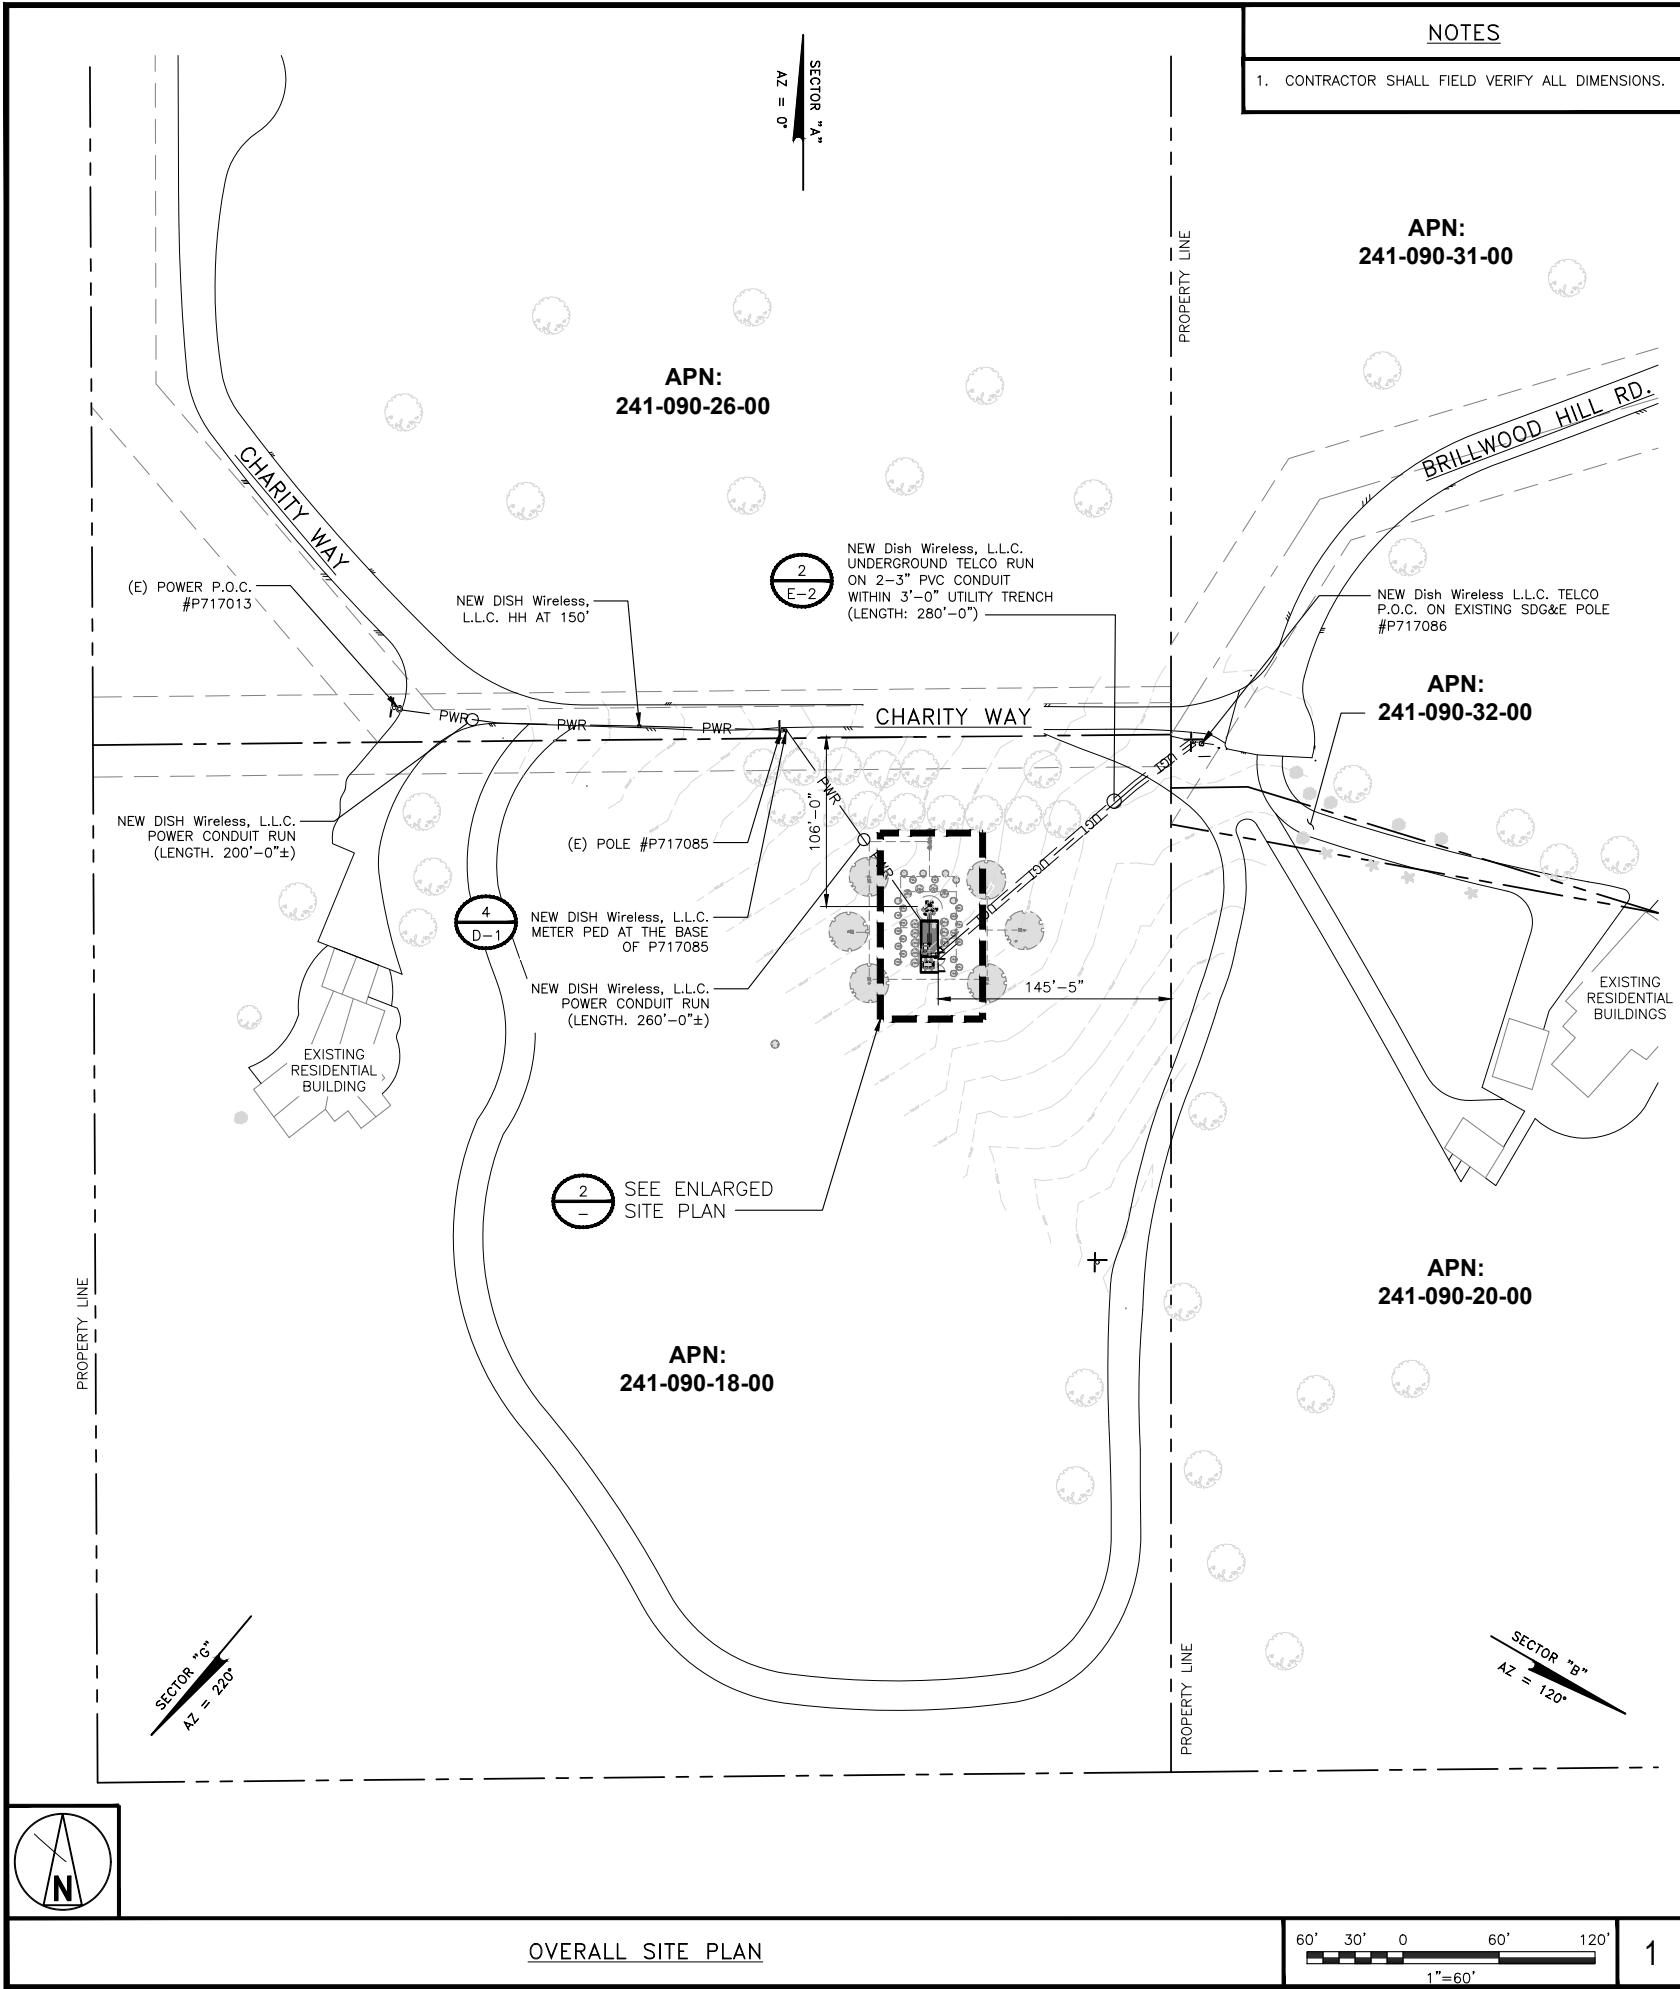 NOTES
1. CONTRACTOR SHALL FIELD VERIFY ALL DIMENSIONS.
SECTOR "A"
AZ = 0°
PROPERTY LINE
APN:
241-090-31-00
APN:
241-090-26-00
BRILLWOOD HILL RD.
CHARITY WAY
(E) POWER P.O.C.
#P717013
NEW DISH Wireless,
L.L.C. HH AT 150'
2
E-2
NEW Dish Wireless, L.L.C.
UNDERGROUND TELCO RUN
ON 2-3" PVC CONDUIT
WITHIN 3'-0" UTILITY TRENCH
(LENGTH: 280'-0")
NEW Dish Wireless L.L.C. TELCO
P.O.C. ON EXISTING SDG&E POLE
#P717086
APN:
241-090-32-00
PWR
PWR
PWR
CHARITY WAY
PWR
PWR
UGT
UGT
UGT
UGT
106'-0"
NEW DISH Wireless, L.L.C.
POWER CONDUIT RUN
(LENGTH. 200'-0"±)
(E) POLE #P717085
4
D-1
NEW DISH Wireless, L.L.C.
METER PED AT THE BASE
OF P717085
NEW DISH Wireless, L.L.C.
POWER CONDUIT RUN
(LENGTH. 260'-0"±)
145'-5"
EXISTING
RESIDENTIAL
BUILDINGS
EXISTING
RESIDENTIAL
BUILDING
2
-
SEE ENLARGED
SITE PLAN
PROPERTY LINE
APN:
241-090-20-00
APN:
241-090-18-00
SECTOR "G"
AZ = 220°
PROPERTY LINE
SECTOR "B"
AZ = 120°
N
OVERALL SITE PLAN
60' 30' 0 60' 120'
1"=60'
1